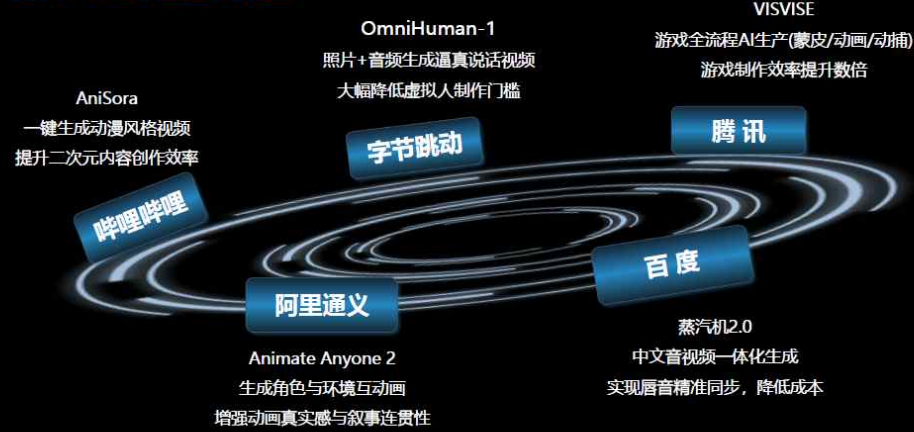 AniSora
一键生成动漫风格视频
提升二次元内容创作效率
哔哩哔哩
OmniHuman-1
照片+音频生成逼真说话视频
大幅降低虚拟人制作门槛
字节跳动
VISVISE
游戏全流程AI生产(蒙皮/动画/动捕)
游戏制作效率提升数倍
腾讯
阿里通义
Animate Anyone 2
生成角色与环境互动画
增强动画真实感与叙事连贯性
百度
蒸汽机2.0
中文音视频一体化生成
实现唇音精准同步，降低成本